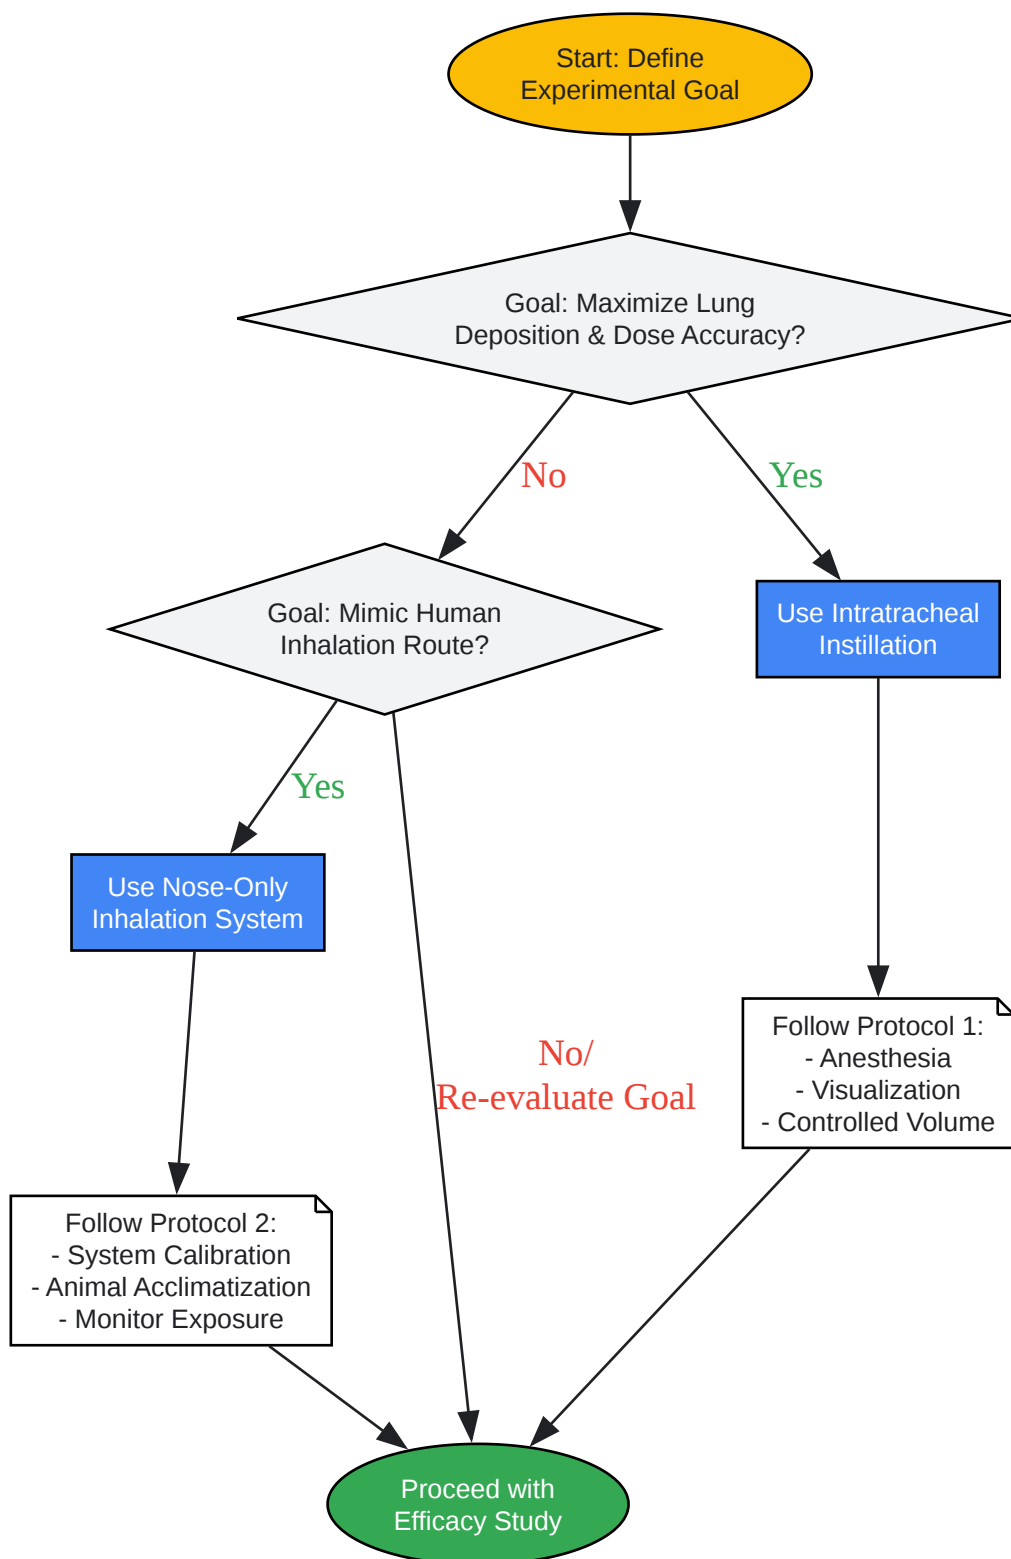 Start: Define
Experimental Goal
Goal: Maximize Lung
Deposition & Dose Accuracy?
No
Yes
Goal: Mimic Human
Inhalation Route?
Use Intratracheal
Instillation
Yes
Use Nose-Only
Inhalation System
No/
Re-evaluate Goal
Follow Protocol 1:
- Anesthesia
- Visualization
- Controlled Volume
Follow Protocol 2:
- System Calibration
- Animal Acclimatization
- Monitor Exposure
Proceed with
Efficacy Study